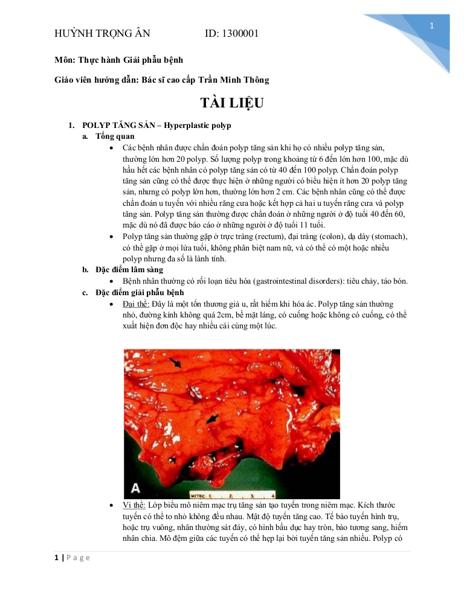 HUỲNH TRỌNG ÂN ID: 1300001
1
Môn: Thực hành Giải phẫu bệnh
Giáo viên hướng dẫn: Bác sĩ cao cấp Trần Minh Thông
TÀI LIỆU
1. POLYP TĂNG SẢN – Hyperplastic polyp
a. Tổng quan
• Các bệnh nhân được chẩn đoán polyp tăng sản khi họ có nhiều polyp tăng sản,
thường lớn hơn 20 polyp. Số lượng polyp trong khoảng từ 6 đến lớn hơn 100, mặc dù
hầu hết các bệnh nhân có polyp tăng sản có từ 40 đến 100 polyp. Chẩn đoán polyp
tăng sản cũng có thể được thực hiện ở những người có biểu hiện ít hơn 20 polyp tăng
sản, nhưng có polyp lớn hơn, thường lớn hơn 2 cm. Các bệnh nhân cũng có thể được
chẩn đoán u tuyến với nhiều răng cưa hoặc kết hợp cả hai u tuyến răng cưa và polyp
tăng sản. Polyp tăng sản thường được chẩn đoán ở những người ở độ tuổi 40 đến 60,
mặc dù nó đã được báo cáo ở những người ở độ tuổi 11 tuổi.
• Polyp tăng sản thường gặp ở trực tràng (rectum), đại tràng (colon), dạ dày (stomach),
có thể gặp ở mọi lứa tuổi, không phân biệt nam nữ, và có thể có một hoặc nhiều
polyp nhưng đa số là lành tính.
b. Đặc điểm lâm sàng
• Bệnh nhân thường có rối loạn tiêu hóa (gastrointestinal disorders): tiêu chảy, táo bón.
c. Đặc điểm giải phẫu bệnh
• Đại thể: Đây là một tổn thương giả u, rất hiếm khi hóa ác. Polyp tăng sản thường
nhỏ, đường kính không quá 2cm, bề mặt láng, có cuống hoặc không có cuống, có thể
xuất hiện đơn độc hay nhiều cái cùng một lúc.
A
METRIC 1 2 3 4
• Vi thể: Lớp biểu mô niêm mạc trụ tăng sản tạo tuyến trong niêm mạc. Kích thước
tuyến có thể to nhỏ không đều nhau. Mật độ tuyến tăng cao. Tế bào tuyến hình trụ,
hoặc trụ vuông, nhân thường sát đáy, có hình bầu dục hay tròn, bào tương sang, hiếm
nhân chia. Mô đệm giữa các tuyến có thể hẹp lại bởi tuyến tăng sản nhiều. Polyp có
1 | Page